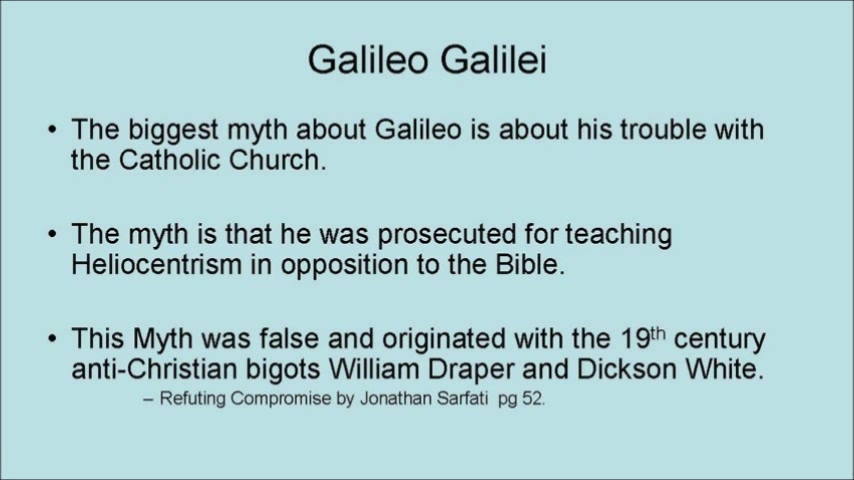 Galileo Galilei
• The biggest myth about Galileo is about his trouble with
the Catholic Church.
• The myth is that he was prosecuted for teaching
Heliocentrism in opposition to the Bible.
• This Myth was false and originated with the 19th century
anti-Christian bigots William Draper and Dickson White.
– Refuting Compromise by Jonathan Sarfati pg 52.